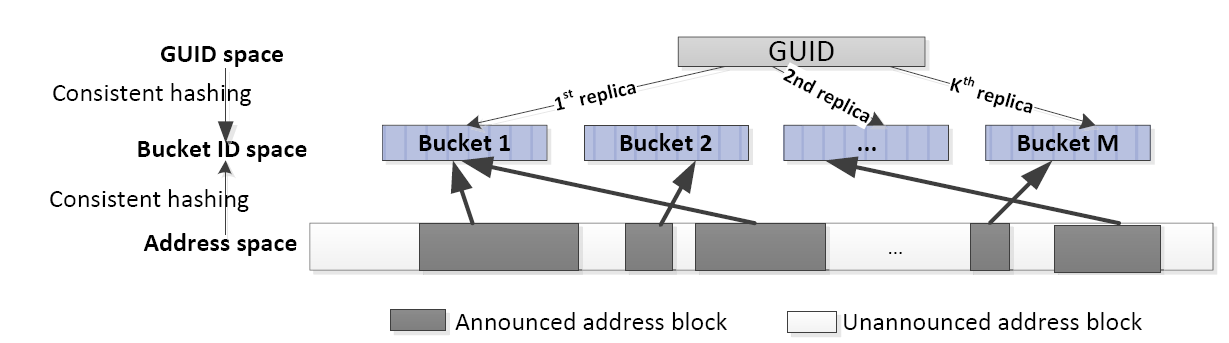 GUID space
GUID
Consistent hashing
1st replica
2nd replica
Kth replica
Bucket ID space
Bucket 1
Bucket 2
...
Bucket M
Consistent hashing
Address space
...
Announced address block
Unannounced address block